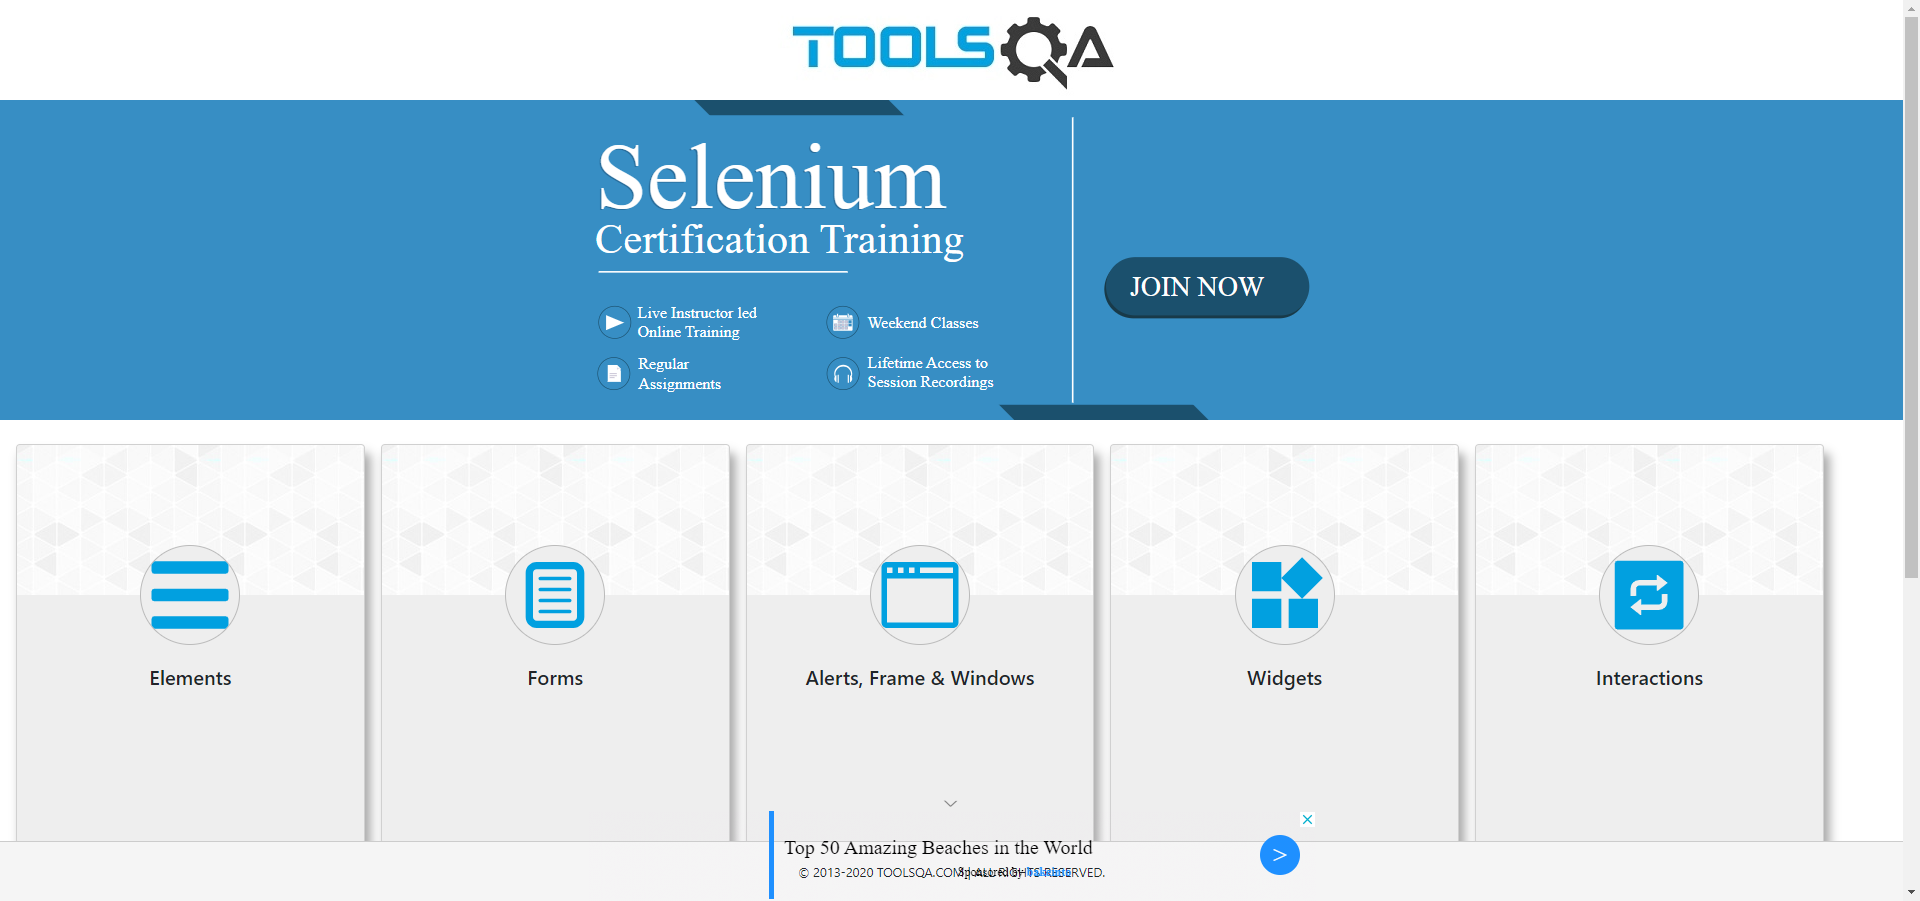 TOOLSQA
Selenium
Certification Training
Live Instructor led
Online Training
Weekend Classes
Regular
Assignments
Lifetime Access to
Session Recordings
JOIN NOW
Elements
Forms
Alerts, Frame & Windows
Widgets
Interactions
Top 50 Amazing Beaches in the World
© 2013-2020 TOOLSQA.COM | ALL RIGHTS RESERVED.
Sponsored By